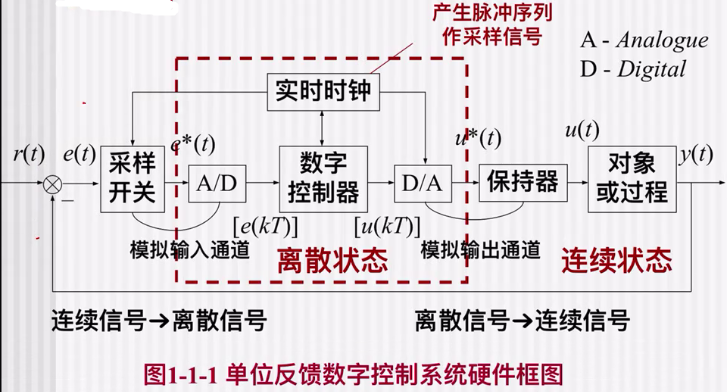 产生脉冲序列
作采样信号
A - Analogue
D - Digital
实时时钟
r(t)
e(t)
采样
开关
e*(t)
A/D
数字
控制器
D/A
u*(t)
保持器
u(t)
对象
或过程
y(t)
−
[e(kT)]
[u(kT)]
模拟输入通道
离散状态
模拟输出通道
连续状态
连续信号→离散信号
离散信号→连续信号
图1-1-1 单位反馈数字控制系统硬件框图